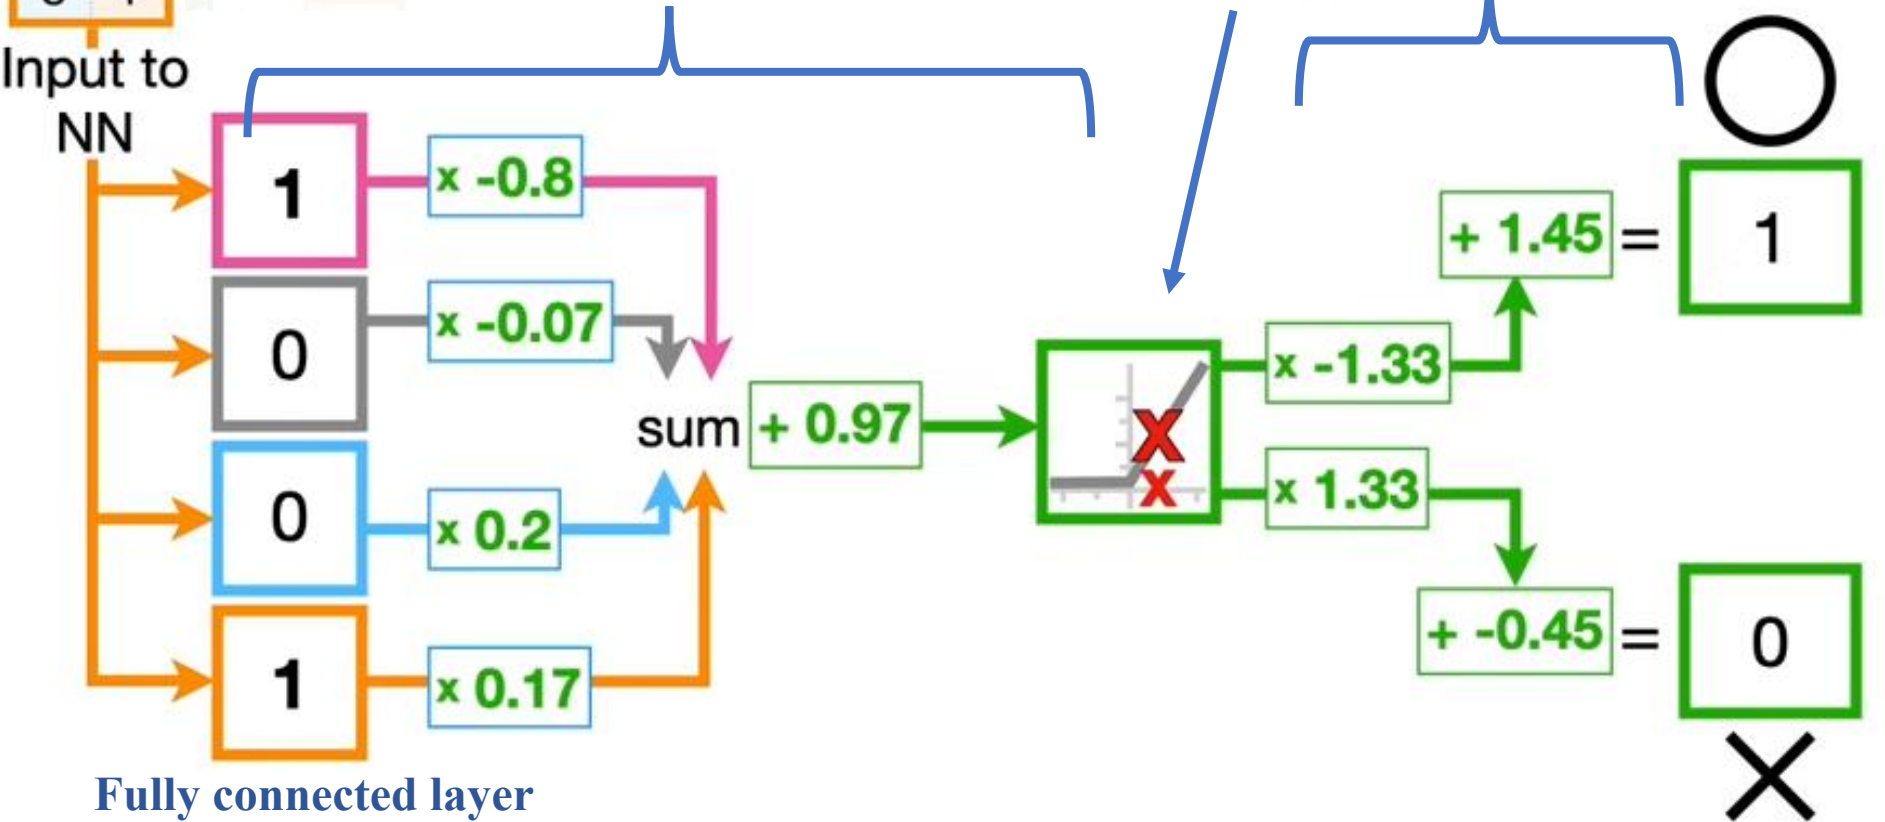 Input to
NN
1
x -0.8
0
x -0.07
sum
+ 0.97
0
x 0.2
1
x 0.17
x -1.33
+ 1.45
=
1
x 1.33
+ -0.45
=
0
Fully connected layer